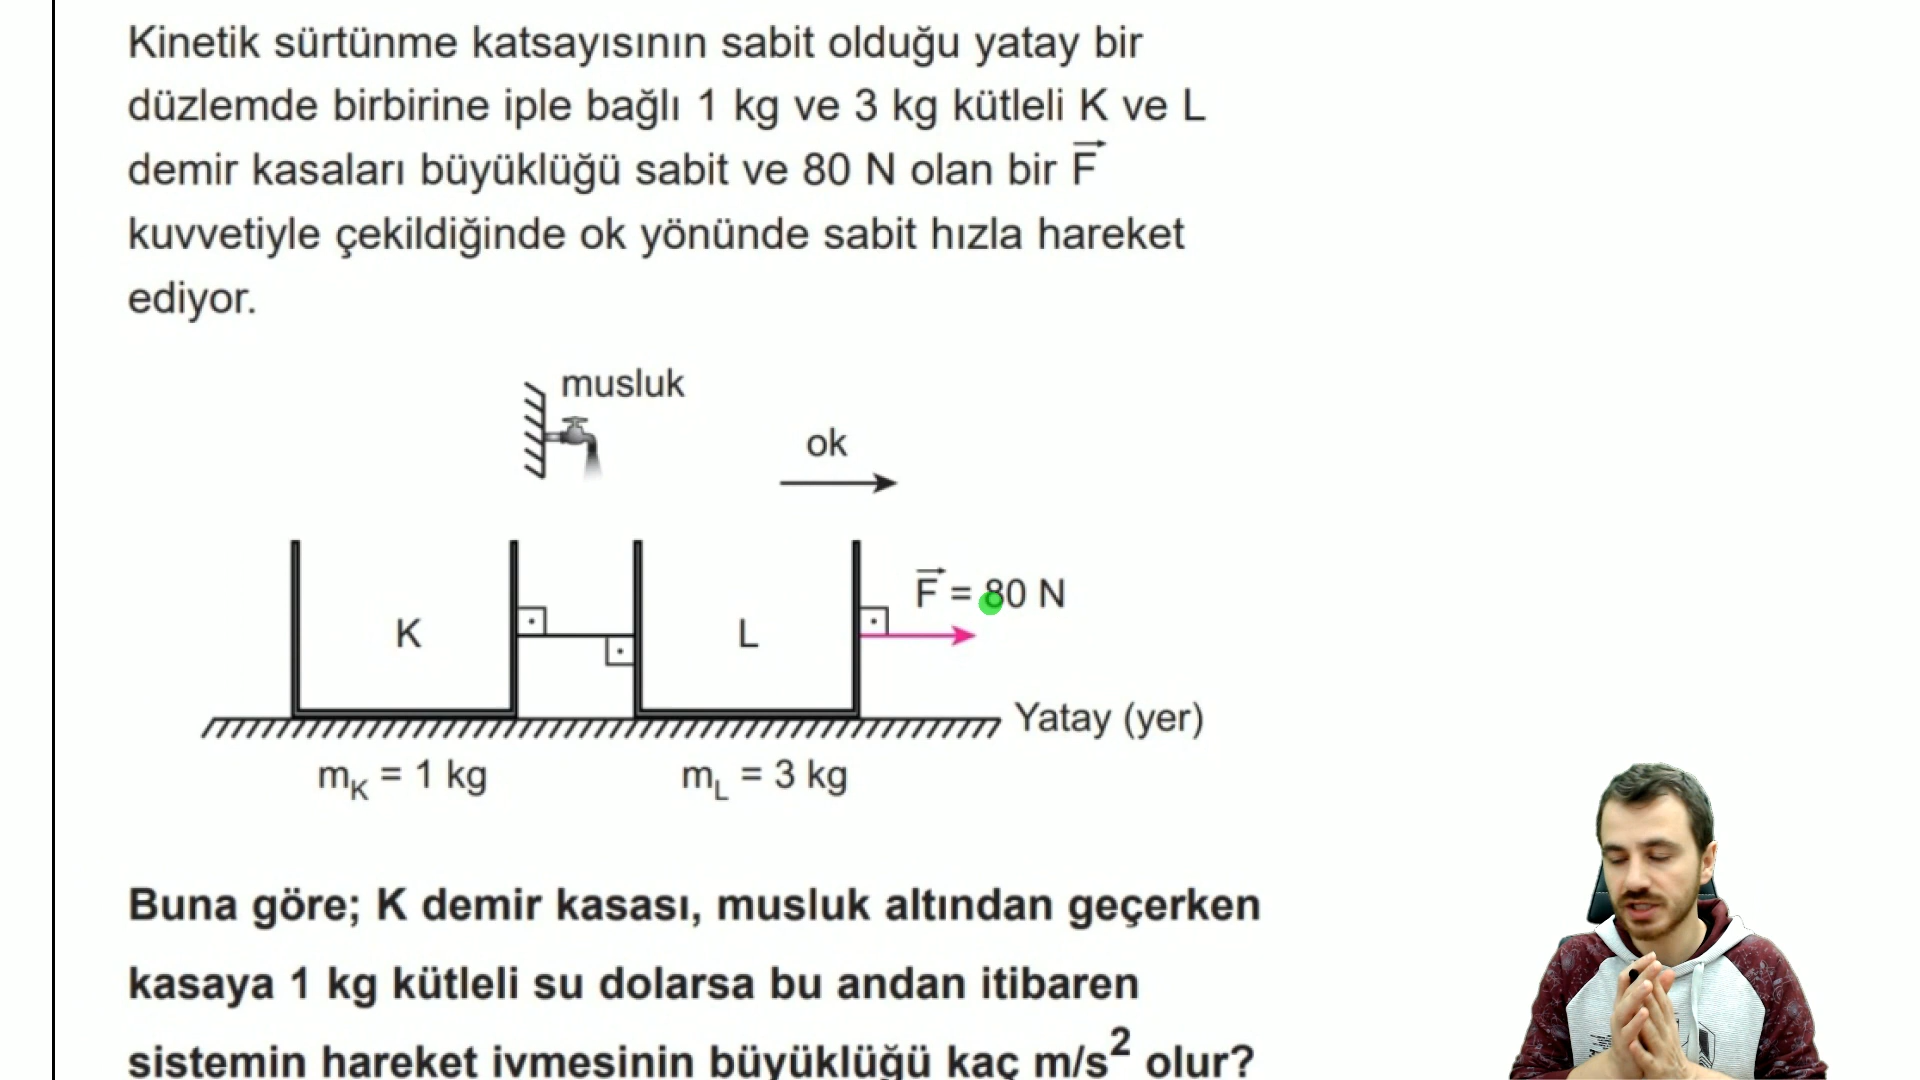 Kinetik sürtünme katsayısının sabit olduğu yatay bir
düzlemde birbirine iple bağlı 1 kg ve 3 kg kütleli K ve L
demir kasaları büyüklüğü sabit ve 80 N olan bir F⃗
kuvvetiyle çekildiğinde ok yönünde sabit hızla hareket
ediyor.
musluk
ok
F⃗ = 80 N
K
L
Yatay (yer)
m_K = 1 kg
m_L = 3 kg
Buna göre; K demir kasası, musluk altından geçerken
kasaya 1 kg kütleli su dolarsa bu andan itibaren
sistemin hareket ivmesinin büyüklüğü kaç m/s² olur?